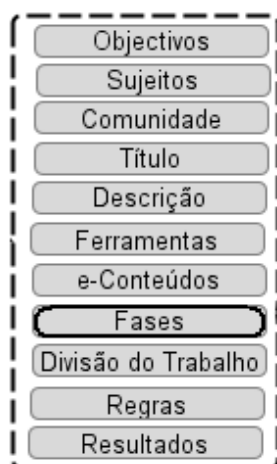 Objectivos
Sujeitos
Comunidade
Título
Descrição
Ferramentas
e-Conteúdos
Fases
Divisão do Trabalho
Regras
Resultados